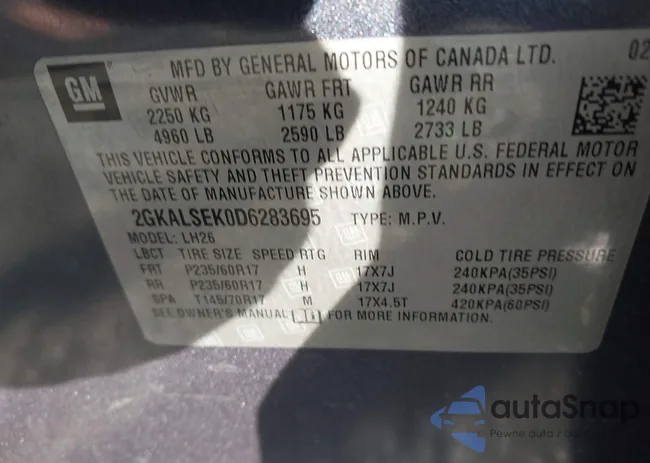 MFD BY GENERAL MOTORS OF CANADA LTD. 02
GM
GVWR GAWR FRT GAWR RR
2250 KG 1175 KG 1240 KG
4960 LB 2590 LB 2733 LB
THIS VEHICLE CONFORMS TO ALL APPLICABLE U.S. FEDERAL MOTOR
VEHICLE SAFETY AND THEFT PREVENTION STANDARDS IN EFFECT ON
THE DATE OF MANUFACTURE SHOWN ABOVE.
2GKALSEK0D6283695 TYPE: M.P.V.
MODEL: LH26
LBCT TIRE SIZE SPEED RTG RIM COLD TIRE PRESSURE
FRT P235/60R17 H 17X7J 240KPA(35PSI)
RR P235/60R17 H 17X7J 240KPA(35PSI)
SPA T145/70R17 M 17X4.5T 420KPA(60PSI)
SEE OWNER'S MANUAL FOR MORE INFORMATION.
autaSnap
Pewne auto z